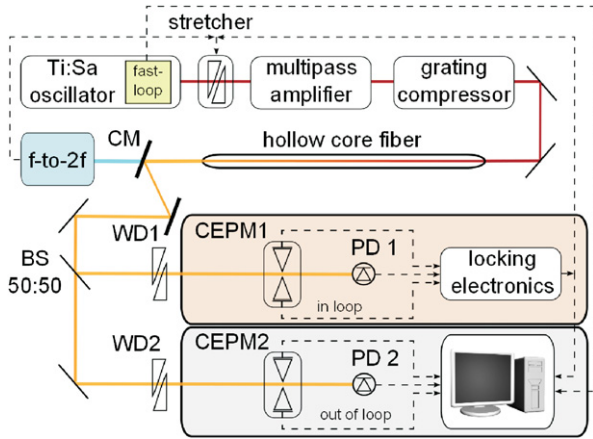 stretcher
Ti:Sa
oscillator
fast-
loop
multipass
amplifier
grating
compressor
f-to-2f
CM
hollow core fiber
WD1
CEPM1
PD 1
locking
electronics
in loop
BS
50:50
WD2
CEPM2
PD 2
out of loop